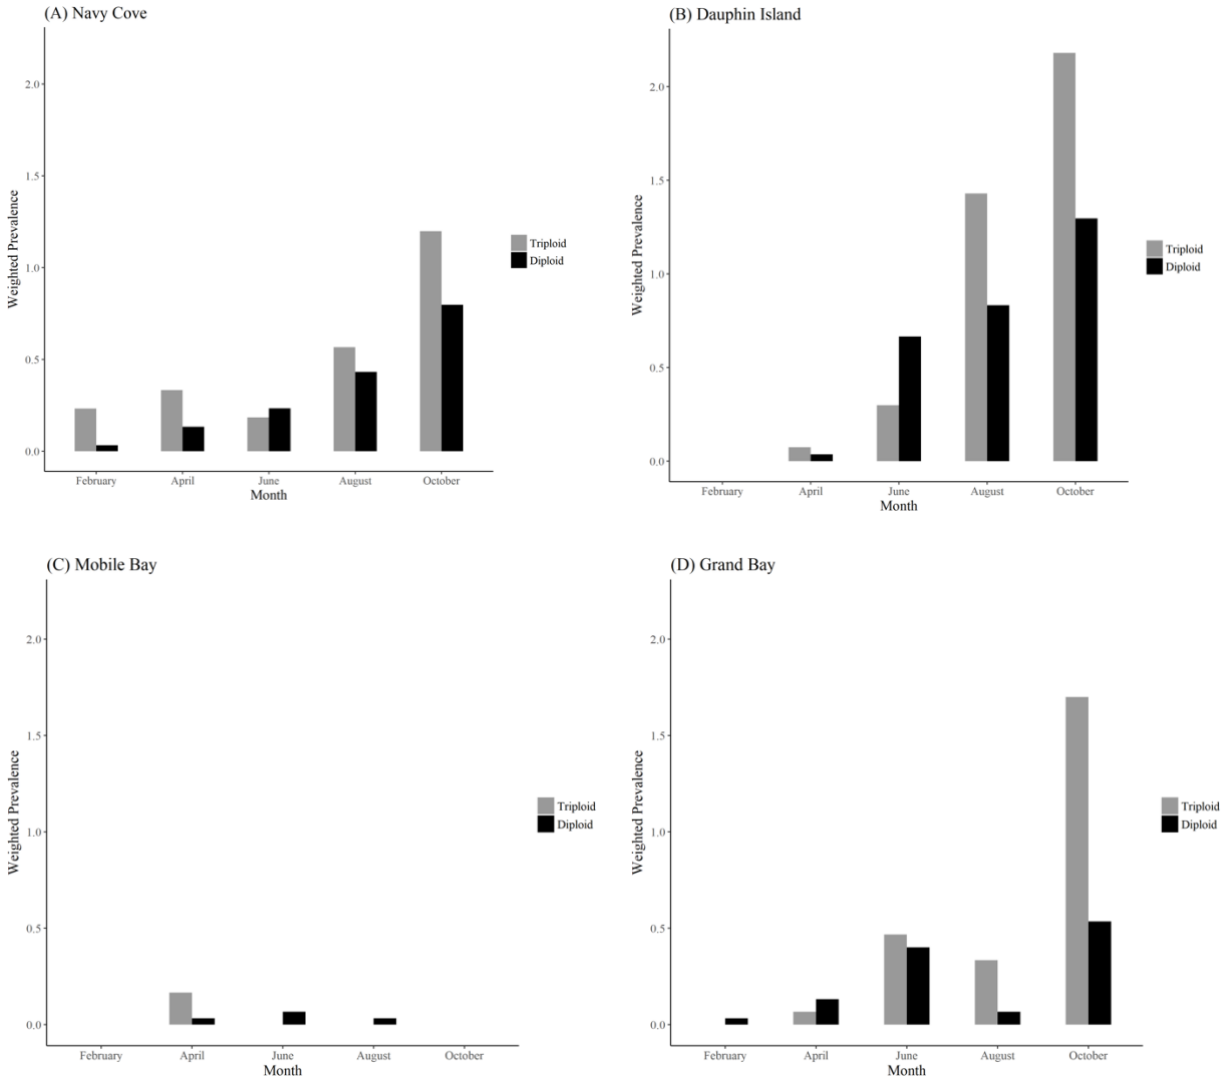 (A) Navy Cove
2.0
1.5
1.0
0.5
0.0
Weighted Prevalence
February April June August October
Month
Triploid
Diploid
(B) Dauphin Island
2.0
1.5
1.0
0.5
0.0
Weighted Prevalence
February April June August October
Month
Triploid
Diploid
(C) Mobile Bay
2.0
1.5
1.0
0.5
0.0
Weighted Prevalence
February April June August October
Month
Triploid
Diploid
(D) Grand Bay
2.0
1.5
1.0
0.5
0.0
Weighted Prevalence
February April June August October
Month
Triploid
Diploid